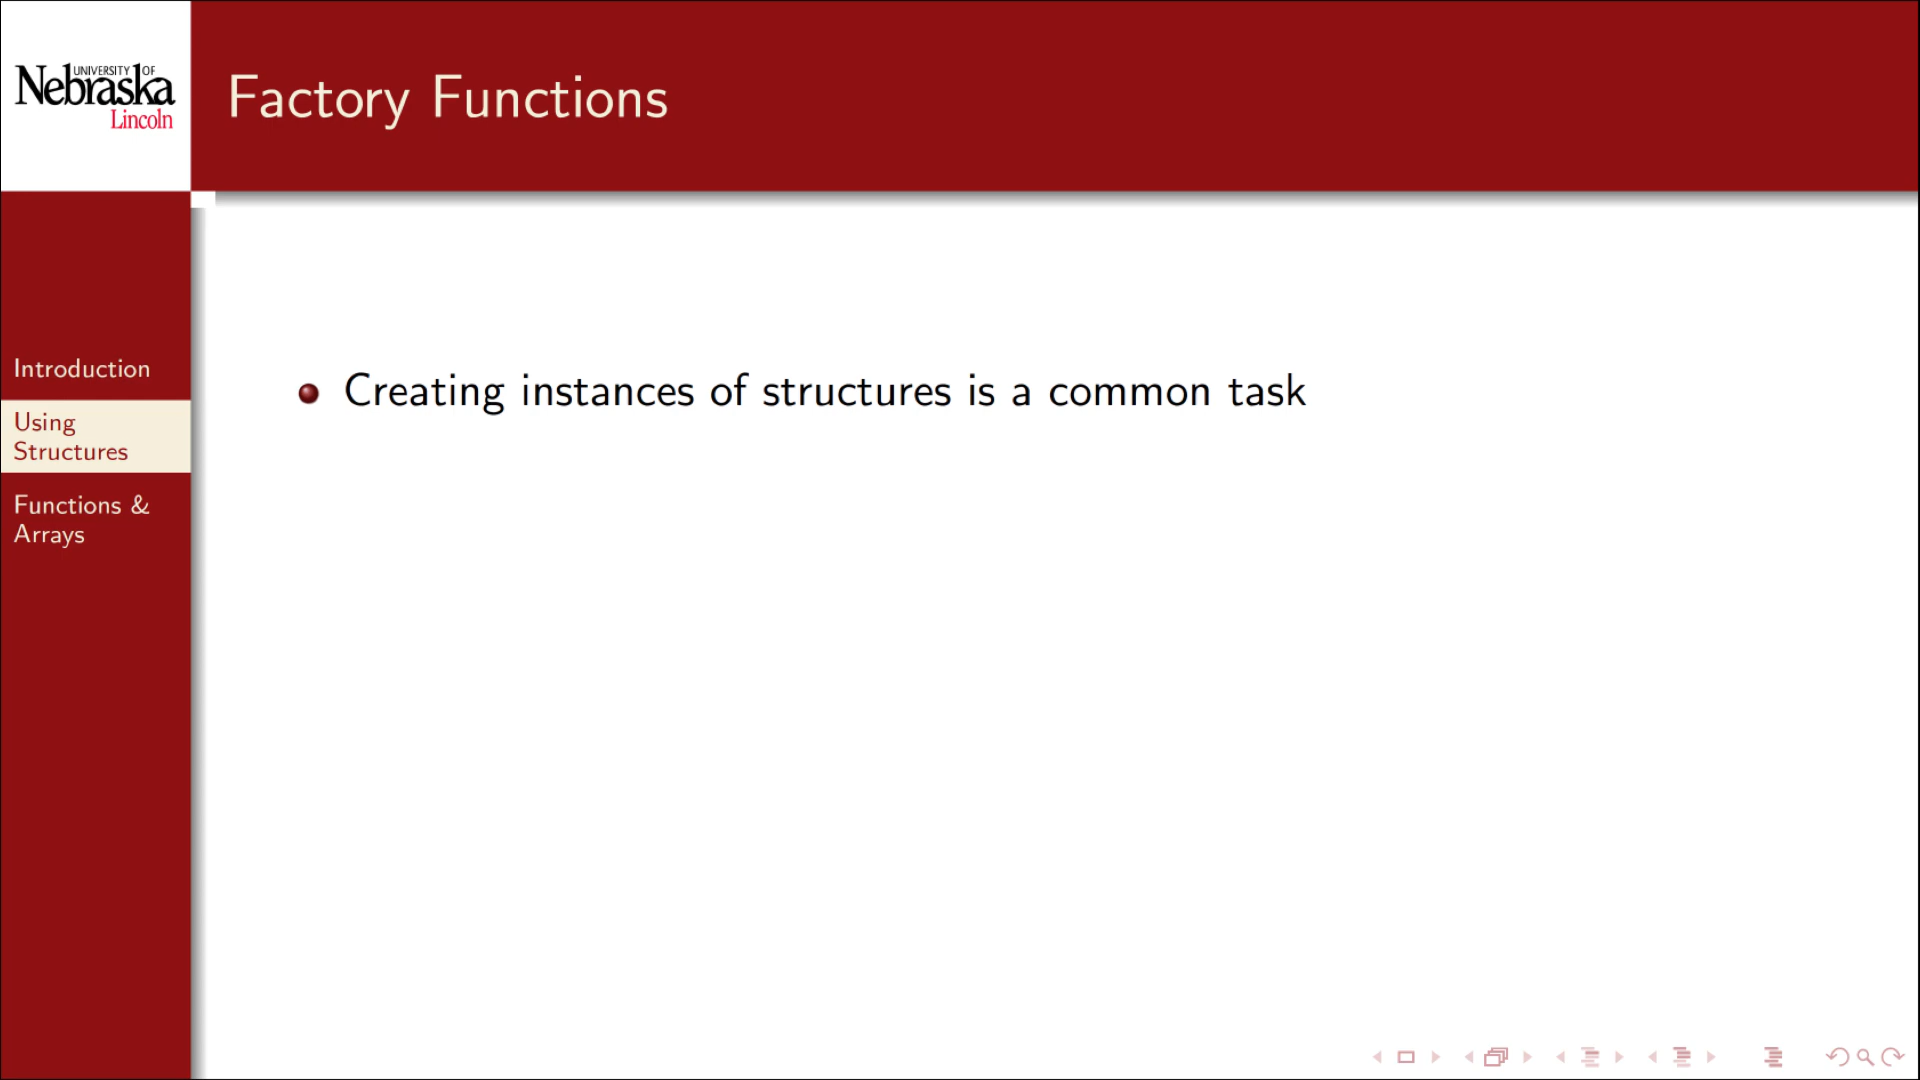 UNIVERSITY OF
Nebraska
Lincoln
Factory Functions
Introduction
Using
Structures
Functions &
Arrays
Creating instances of structures is a common task